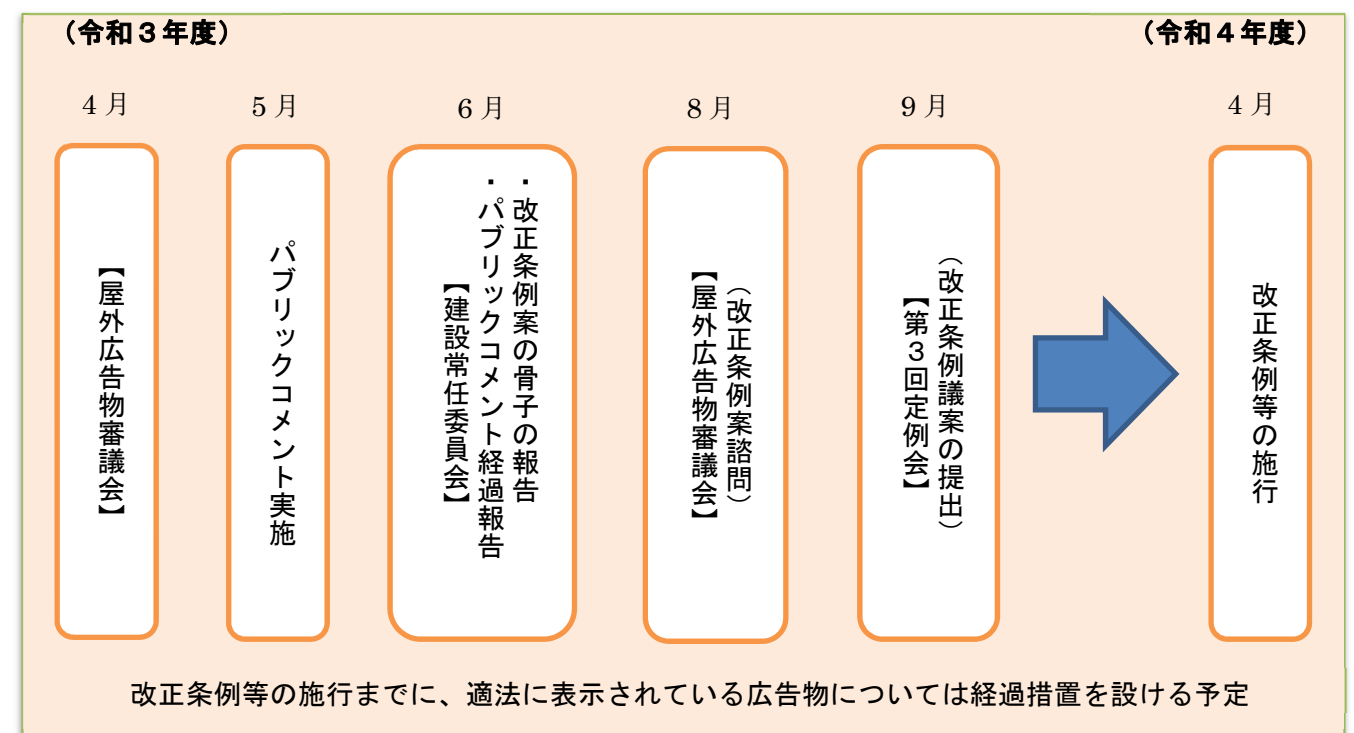 （令和３年度）
（令和４年度）
4 月
5 月
6 月
8 月
9 月
4 月
【屋外広告物審議会】
パブリックコメント実施
・改正条例案の骨子の報告
・パブリックコメント経過報告
【建設常任委員会】
（改正条例案諮問）
【屋外広告物審議会】
（改正条例議案の提出）
【第３回定例会】
改正条例等の施行
改正条例等の施行までに、適法に表示されている広告物については経過措置を設ける予定